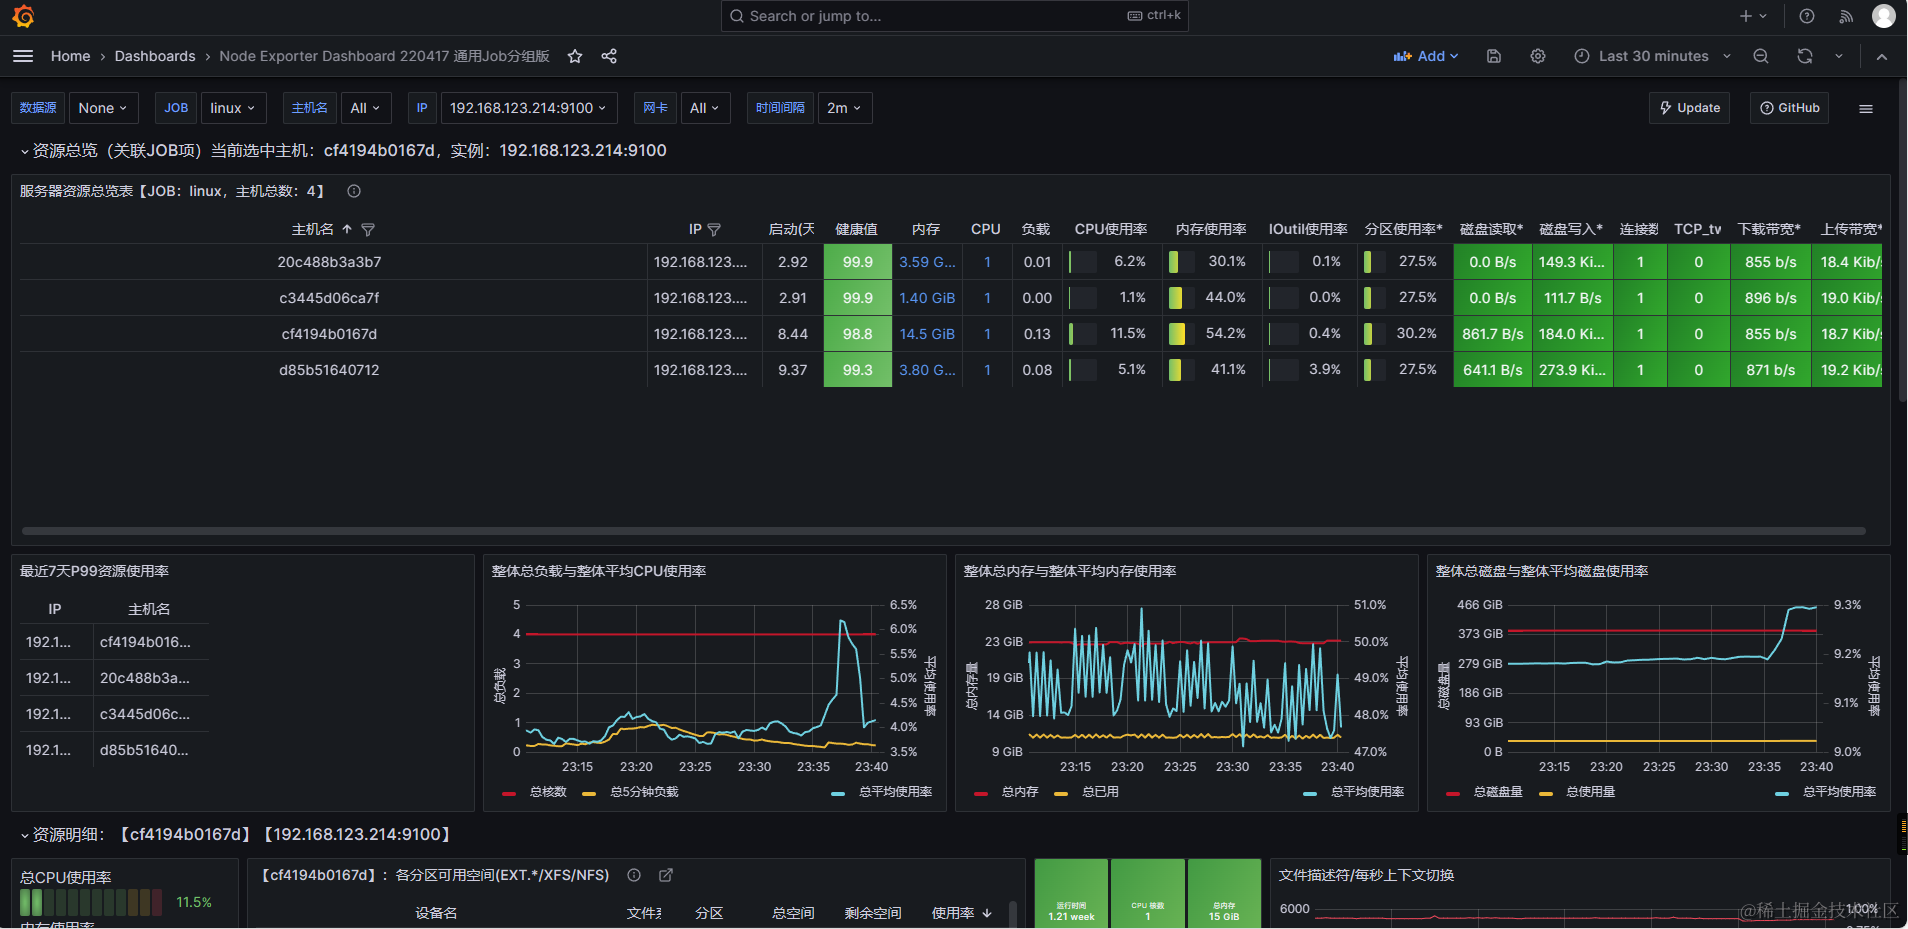 Search or jump to... ctrl+k
Home › Dashboards › Node Exporter Dashboard 220417 通用Job分组版 Add Last 30 minutes
数据源 None JOB linux 主机名 All IP 192.168.123.214:9100 网卡 All 时间间隔 2m Update GitHub
资源总览（关联JOB项）当前选中主机：cf4194b0167d，实例：192.168.123.214:9100
服务器资源总览表【JOB：linux，主机总数：4】
主机名 IP 启动(天 健康值 内存 CPU 负载 CPU使用率 内存使用率 IOutil使用率 分区使用率* 磁盘读取* 磁盘写入* 连接数 TCP_tw 下载带宽* 上传带宽*
20c488b3a3b7 192.168.123.... 2.92 99.9 3.59 G... 1 0.01 6.2% 30.1% 0.1% 27.5% 0.0 B/s 149.3 Ki... 1 0 855 b/s 18.4 Kib/s
c3445d06ca7f 192.168.123.... 2.91 99.9 1.40 GiB 1 0.00 1.1% 44.0% 0.0% 27.5% 0.0 B/s 111.7 B/s 1 0 896 b/s 19.0 Kib/s
cf4194b0167d 192.168.123.... 8.44 98.8 14.5 GiB 1 0.13 11.5% 54.2% 0.4% 30.2% 861.7 B/s 184.0 Ki... 1 0 855 b/s 18.7 Kib/s
d85b51640712 192.168.123.... 9.37 99.3 3.80 G... 1 0.08 5.1% 41.1% 3.9% 27.5% 641.1 B/s 273.9 Ki... 1 0 871 b/s 19.2 Kib/s
最近7天P99资源使用率
IP 主机名
192.1... cf4194b016...
192.1... 20c488b3a...
192.1... c3445d06c...
192.1... d85b51640...
整体总负载与整体平均CPU使用率
5 6.5%
4 6.0%
5.5%
3 5.0%
2 4.5%
1 4.0%
0 3.5%
总负载
平均使用率
23:15 23:20 23:25 23:30 23:35 23:40
总核数 总5分钟负载 总平均使用率
整体总内存与整体平均内存使用率
28 GiB 51.0%
23 GiB 50.0%
19 GiB 49.0%
14 GiB 48.0%
9 GiB 47.0%
总内存量
平均使用率
23:15 23:20 23:25 23:30 23:35 23:40
总内存 总已用 总平均使用率
整体总磁盘与整体平均磁盘使用率
466 GiB 9.3%
373 GiB
279 GiB 9.2%
186 GiB 9.1%
93 GiB
0 B 9.0%
总磁盘量
平均使用率
23:15 23:20 23:25 23:30 23:35 23:40
总磁盘量 总使用量 总平均使用率
资源明细：【cf4194b0167d】【192.168.123.214:9100】
总CPU使用率
11.5%
内存使用率
【cf4194b0167d】：各分区可用空间(EXT.*/XFS/NFS)
设备名 文件系 分区 总空间 剩余空间 使用率
运行时间
1.21 week
CPU 核数
1
总内存
15 GiB
文件描述符/每秒上下文切换
6000 1.00%
@稀土掘金技术社区